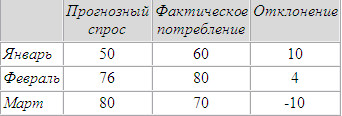 Прогнозный спрос Фактическое потребление Отклонение
Январь 50 60 10
Февраль 76 80 4
Март 80 70 -10